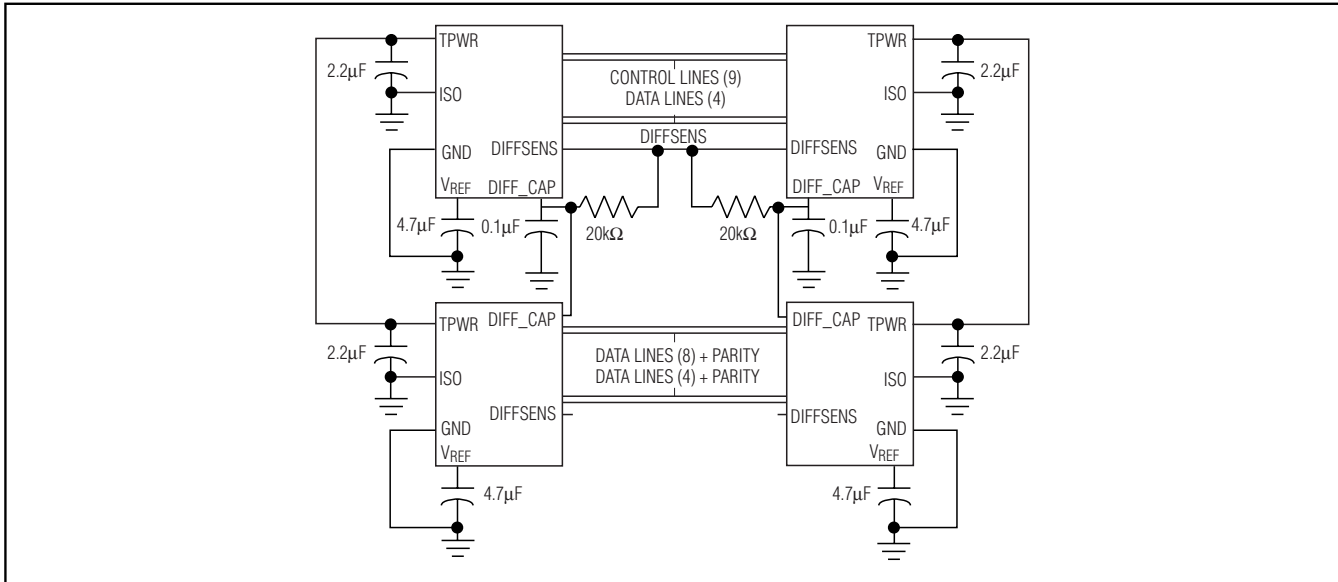 TPWR
2.2µF
ISO
GND
VREF
DIFFSENS
DIFF_CAP
4.7µF
0.1µF
20kΩ
CONTROL LINES (9)
DATA LINES (4)
DIFFSENS
TPWR
2.2µF
ISO
DIFFSENS
GND
DIFF_CAP
VREF
20kΩ
0.1µF
4.7µF
TPWR
DIFF_CAP
2.2µF
ISO
DIFFSENS
GND
VREF
4.7µF
DATA LINES (8) + PARITY
DATA LINES (4) + PARITY
DIFF_CAP
TPWR
2.2µF
ISO
DIFFSENS
GND
VREF
4.7µF